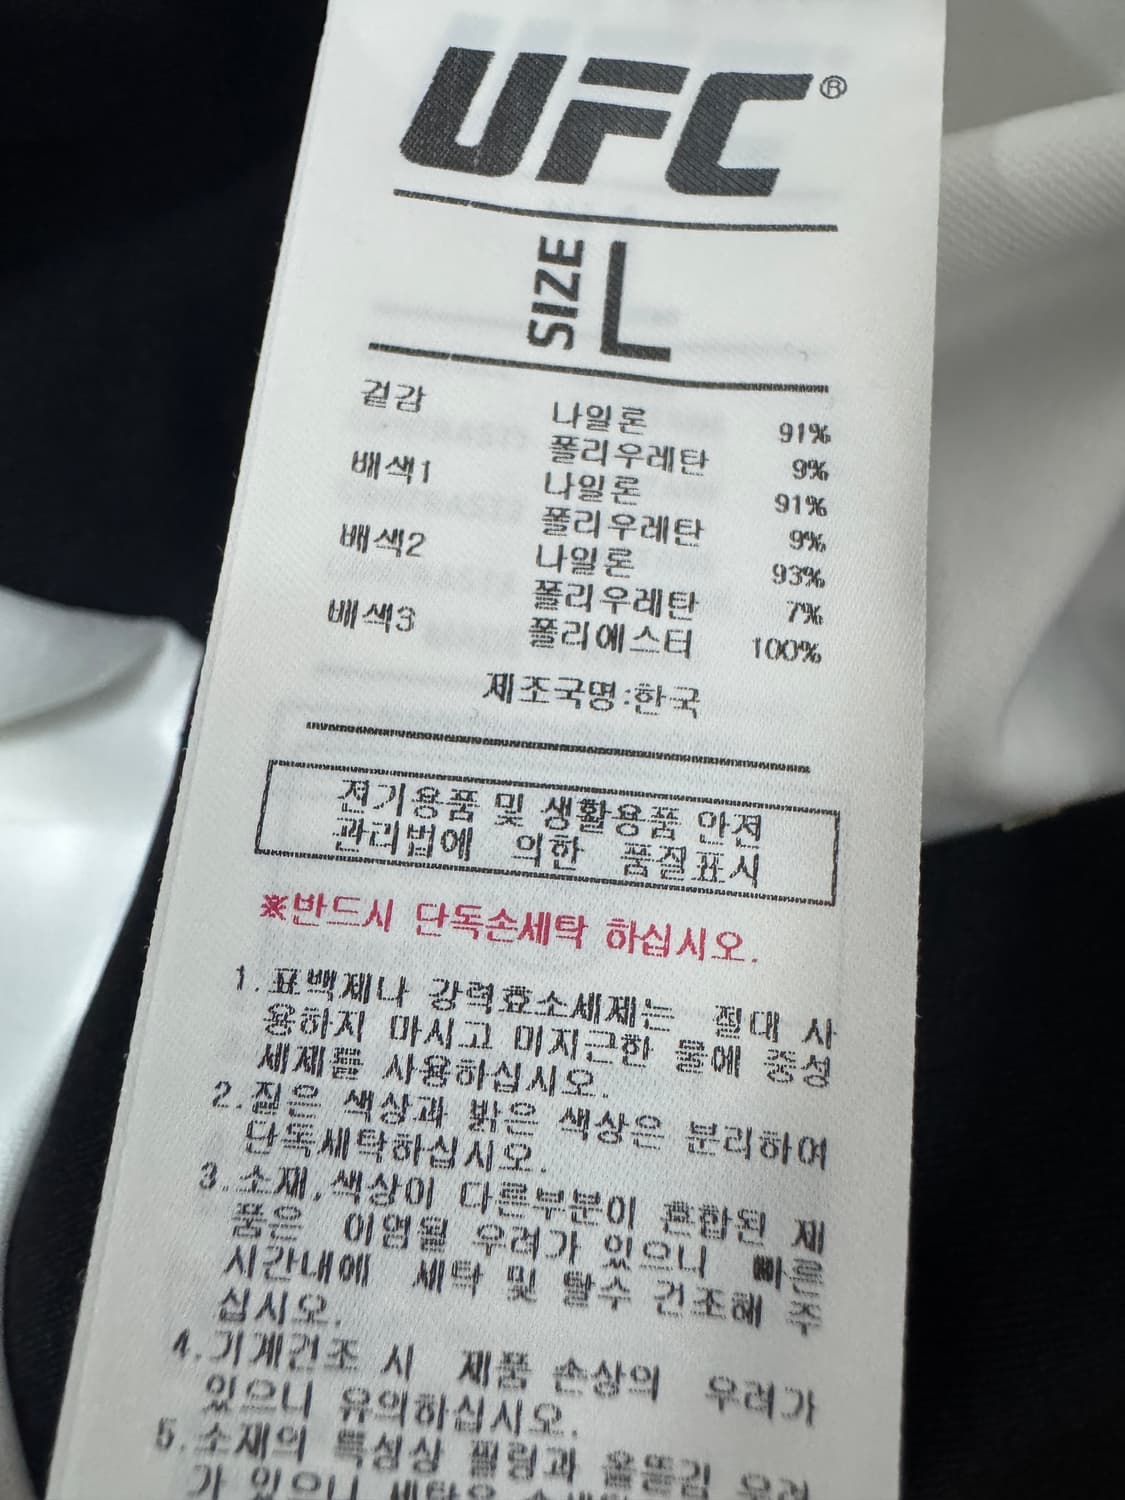 UFC®
SIZE L
겉감 나일론 91%
폴리우레탄 9%
배색1 나일론 91%
폴리우레탄 9%
배색2 나일론 93%
폴리우레탄 7%
배색3 폴리에스터 100%
제조국명:한국
전기용품 및 생활용품 안전
관리법에 의한 품질표시
※반드시 단독손세탁 하십시오.
1.표백제나 강력효소세제는 절대 사
용하지 마시고 미지근한 물에 중성
세제를 사용하십시오.
2.짙은 색상과 밝은 색상은 분리하여
단독세탁하십시오.
3.소재,색상이 다른부분이 혼합된 제
품은 이염될 우려가 있으니 빠른
시간내에 세탁 및 탈수 건조해 주
십시오.
4.기계건조 시 제품 손상의 우려가
있으니 유의하십시오.
5.소재의 특성상 필링과 올뜯김 우려
가 있으니 세탁은